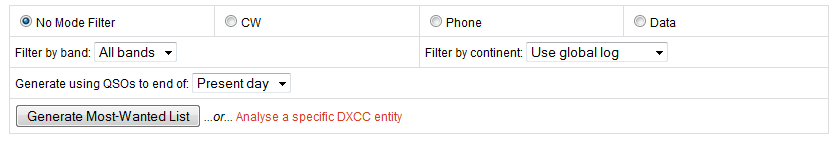 No Mode Filter CW Phone Data
Filter by band: All bands Filter by continent: Use global log
Generate using QSOs to end of: Present day
Generate Most-Wanted List ...or... Analyse a specific DXCC entity